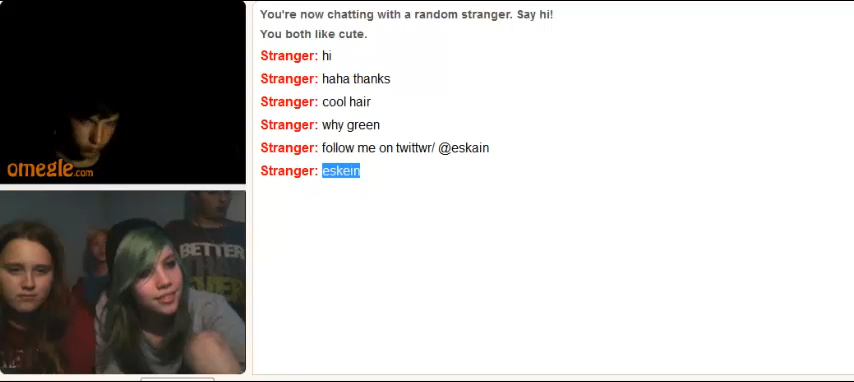 You're now chatting with a random stranger. Say hi!
You both like cute.
Stranger: hi
Stranger: haha thanks
Stranger: cool hair
Stranger: why green
Stranger: follow me on twittwr/ @eskain
Stranger: eskein
omegle.com
BETTER
OVER